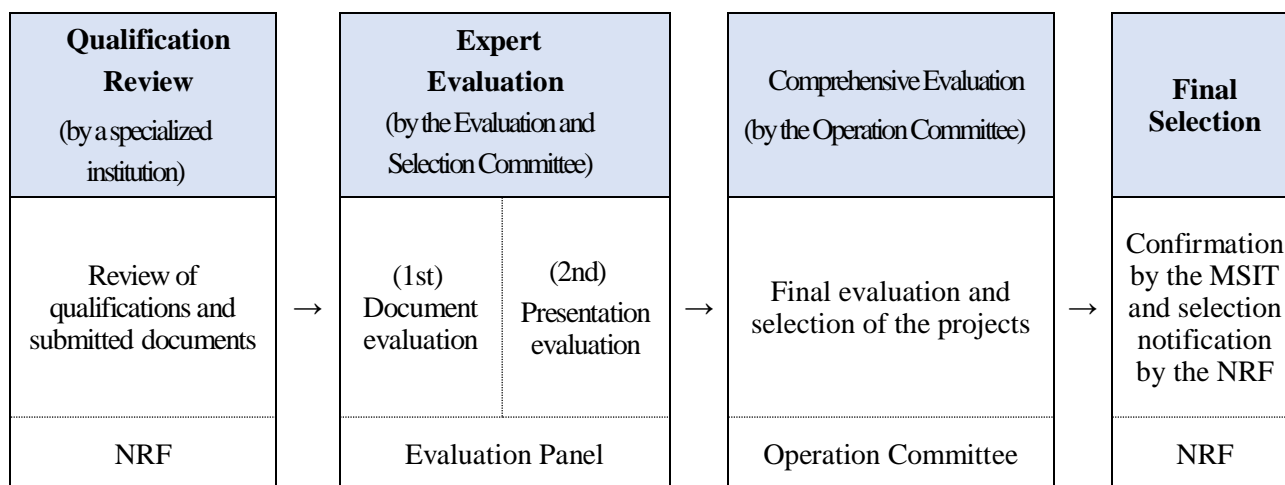 Qualification
Review
(by a specialized
institution)
Review of
qualifications and
submitted documents
NRF
→
Expert
Evaluation
(by the Evaluation and
Selection Committee)
(1st)
Document
evaluation
(2nd)
Presentation
evaluation
Evaluation Panel
→
Comprehensive Evaluation
(by the Operation Committee)
Final evaluation and
selection of the projects
Operation Committee
→
Final
Selection
Confirmation
by the MSIT
and selection
notification
by the NRF
NRF